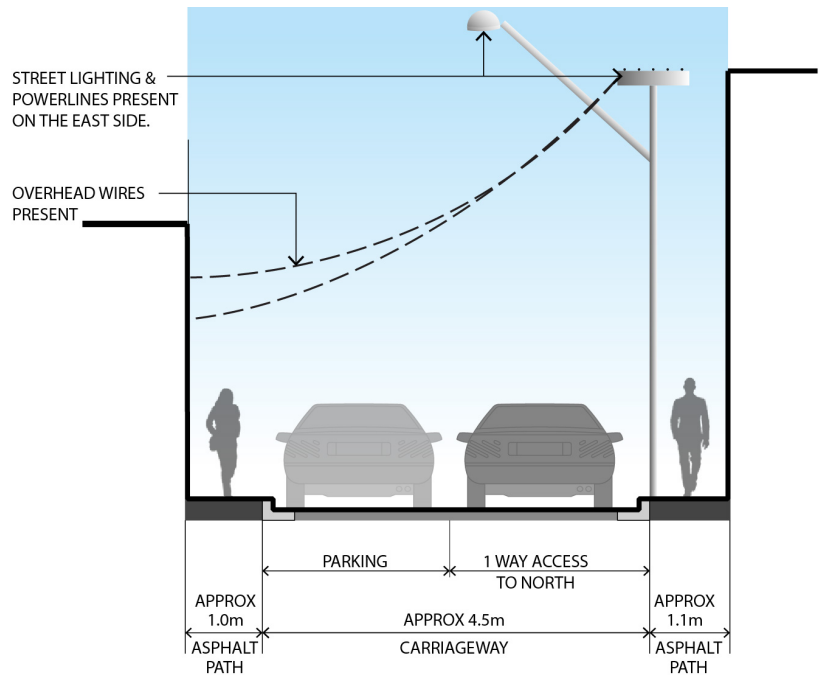 STREET LIGHTING &
POWERLINES PRESENT
ON THE EAST SIDE.
OVERHEAD WIRES
PRESENT
PARKING
1 WAY ACCESS
TO NORTH
APPROX
1.0m
ASPHALT
PATH
APPROX 4.5m
CARRIAGEWAY
APPROX
1.1m
ASPHALT
PATH